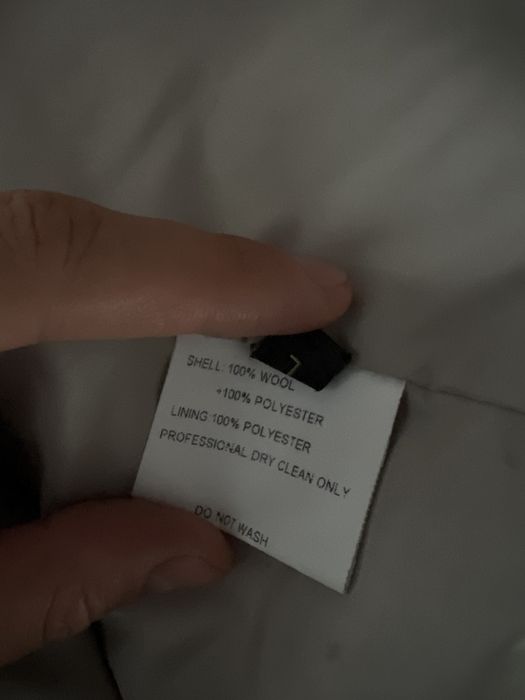 SHELL: 100% WOOL
+100% POLYESTER
LINING:100% POLYESTER
PROFESSIONAL DRY CLEAN ONLY
DO NOT WASH